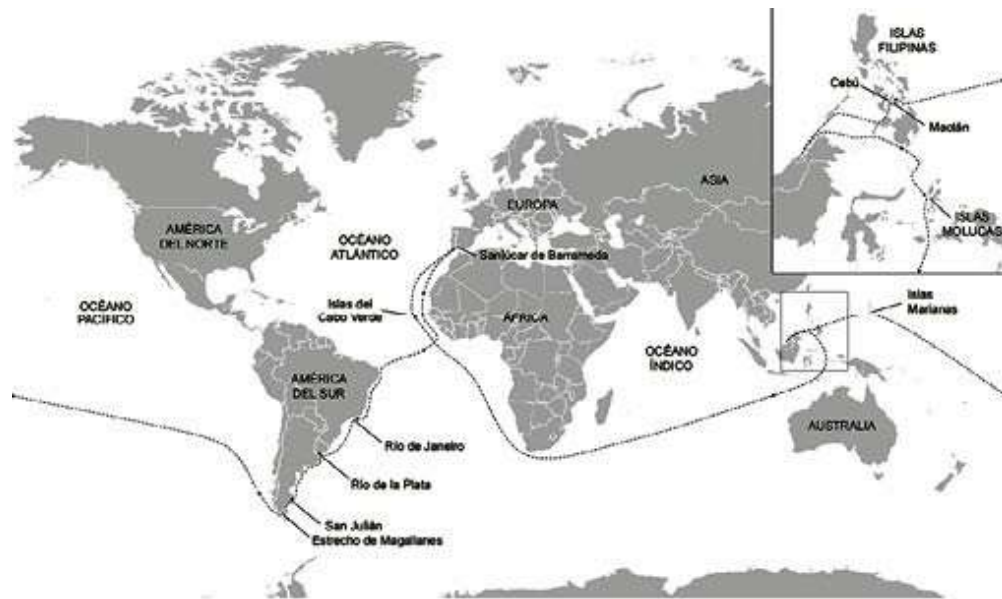 ISLAS
FILIPINAS
Cebú
Mactán
ISLAS
MOLUCAS
ASIA
EUROPA
AMÉRICA
DEL NORTE
OCÉANO
ATLÁNTICO
Sanlúcar de Barrameda
OCÉANO
PACÍFICO
Islas del
Cabo Verde
ÁFRICA
Islas
Marianas
OCÉANO
ÍNDICO
AMÉRICA
DEL SUR
AUSTRALIA
Río de Janeiro
Río de la Plata
San Julián
Estrecho de Magallanes